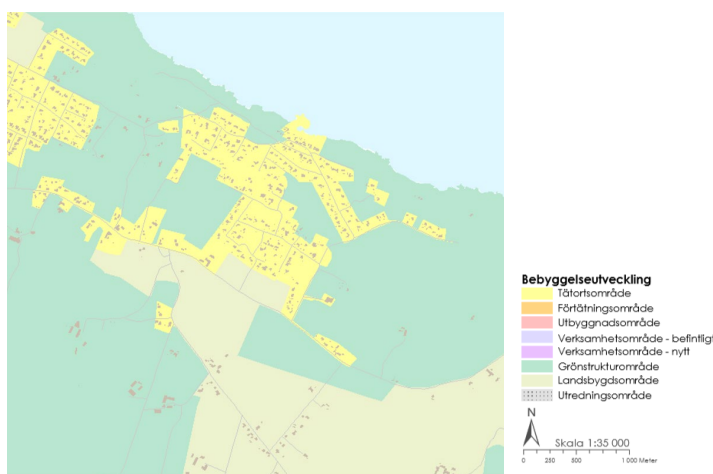 Bebyggelseutveckling
Tätortsområde
Förtätningsområde
Utbyggnadsområde
Verksamhetsområde - befintligt
Verksamhetsområde - nytt
Grönstrukturområde
Landsbygdsområde
Utredningsområde
N
Skala 1:35 000
0 250 500 1 000 Meter